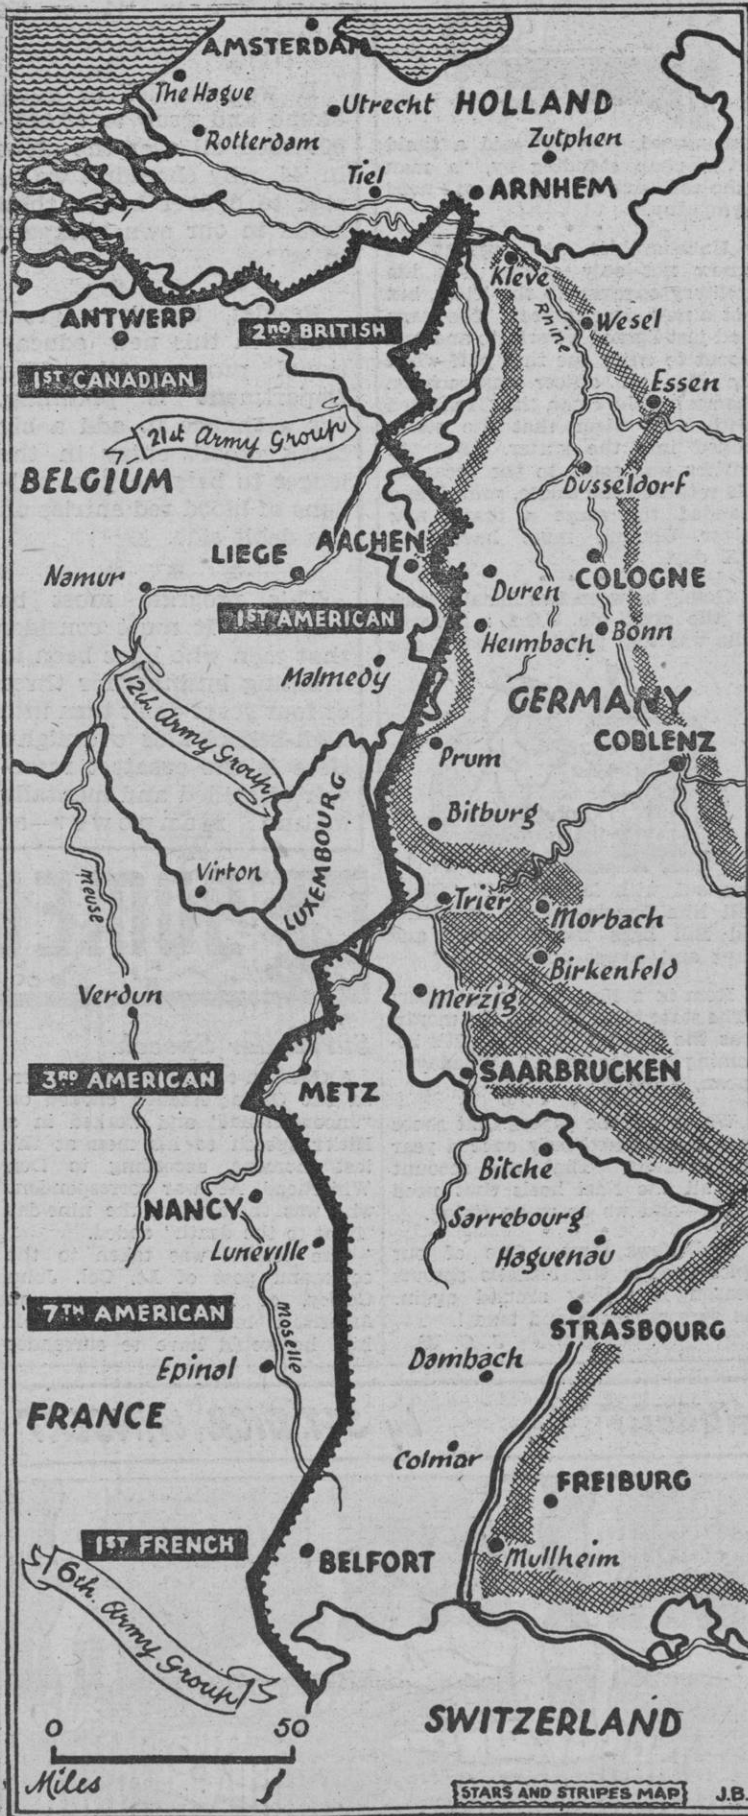 AMSTERDAM
The Hague
Utrecht
HOLLAND
Rotterdam
Zutphen
Tiel
ARNHEM
Kleve
Rhine
ANTWERP
2ND BRITISH
Wesel
1ST CANADIAN
Essen
21st Army Group
BELGIUM
Dusseldorf
LIEGE
AACHEN
Namur
Duren
COLOGNE
1ST AMERICAN
Heimbach
Bonn
Malmedy
12th Army Group
GERMANY
COBLENZ
Prum
LUXEMBOURG
Bitburg
Virton
meuse
Trier
Morbach
Birkenfeld
Verdun
Merzig
3RD AMERICAN
METZ
SAARBRUCKEN
Bitche
NANCY
Sarrebourg
Luneville
Haguenau
7TH AMERICAN
moselle
STRASBOURG
Epinal
Dambach
FRANCE
Colmar
FREIBURG
1ST FRENCH
BELFORT
Mullheim
6th. Army Group
SWITZERLAND
0 50
Miles
STARS AND STRIPES MAP J.B.